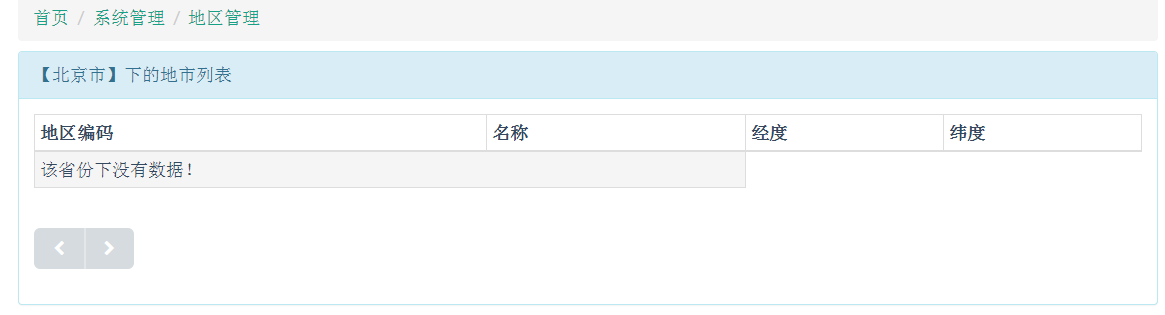 首页 / 系统管理 / 地区管理
【北京市】下的地市列表
地区编码 名称 经度 纬度
该省份下没有数据！